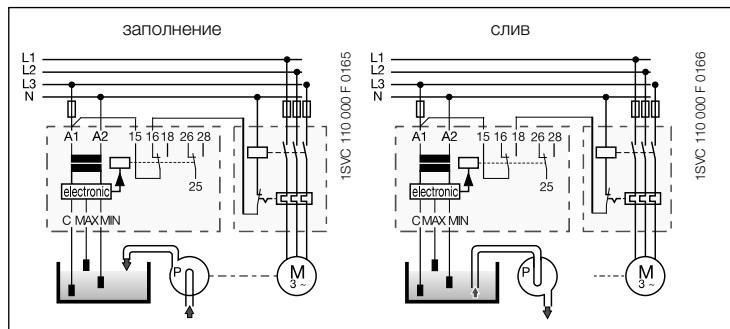 заполнение
L1
L2
L3
N
A1 A2 15 16 18 26 28
25
electronic
C MAX MIN
P
M
3 ~
1SVC 110 000 F 0165
слив
L1
L2
L3
N
A1 A2 15 16 18 26 28
25
electronic
C MAX MIN
P
M
3 ~
1SVC 110 000 F 0166